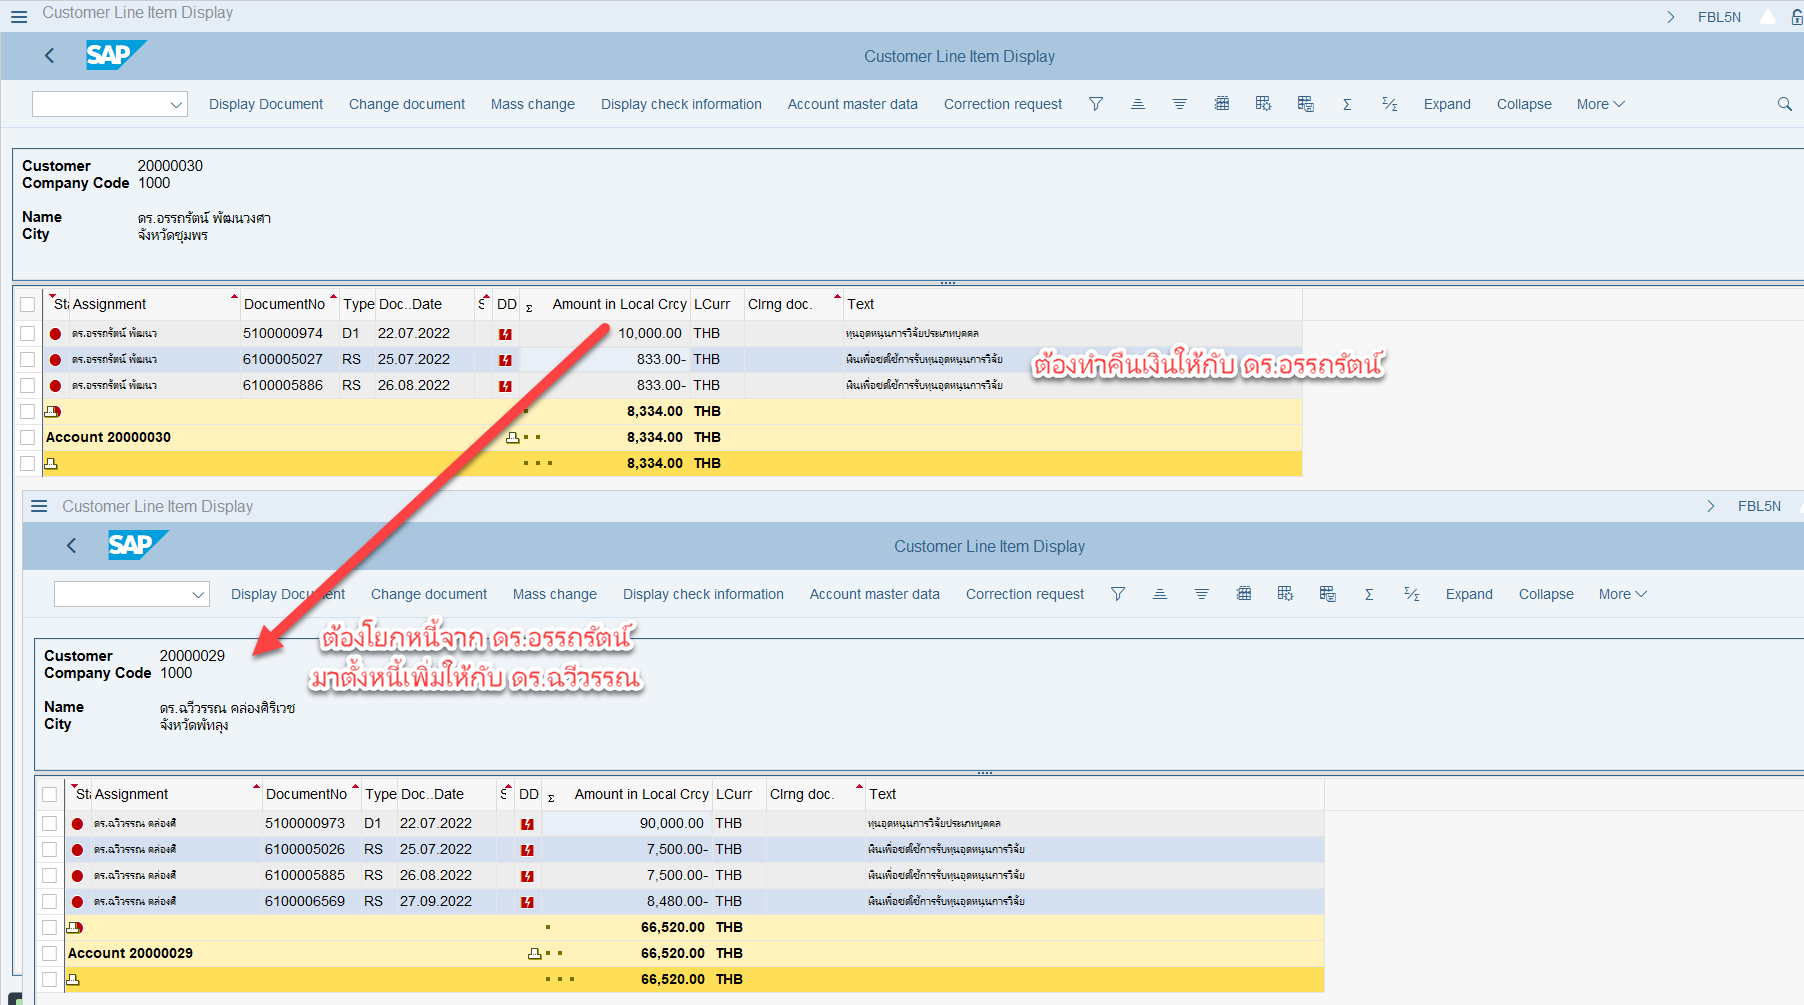 Customer Line Item Display
FBL5N
SAP
Customer Line Item Display
Display Document Change document Mass change Display check information Account master data Correction request Expand Collapse More
Customer 20000030
Company Code 1000
Name ดร.อรรถรัตน์ พัฒนวงศา
City จังหวัดชุมพร
Sta Assignment DocumentNo Type Doc..Date S DD Σ Amount in Local Crcy LCurr Clrng doc. Text
ดร.อรรถรัตน์ พัฒนว 5100000974 D1 22.07.2022 10,000.00 THB ทุนอุดหนุนการวิจัยประเภทบุคคล
ดร.อรรถรัตน์ พัฒนว 6100005027 RS 25.07.2022 833.00- THB เงินเพื่อชดใช้การรับทุนอุดหนุนการวิจัย
ดร.อรรถรัตน์ พัฒนว 6100005886 RS 26.08.2022 833.00- THB เงินเพื่อชดใช้การรับทุนอุดหนุนการวิจัย
ต้องทำคืนเงินให้กับ ดร.อรรถรัตน์
8,334.00 THB
Account 20000030 8,334.00 THB
8,334.00 THB
Customer Line Item Display
FBL5N
SAP
Customer Line Item Display
Display Document Change document Mass change Display check information Account master data Correction request Expand Collapse More
ต้องโยกหนี้จาก ดร.อรรถรัตน์
มาตั้งหนี้เพิ่มให้กับ ดร.ฉวีวรรณ
Customer 20000029
Company Code 1000
Name ดร.ฉวีวรรณ คล่องศิริเวช
City จังหวัดพัทลุง
Sta Assignment DocumentNo Type Doc..Date S DD Σ Amount in Local Crcy LCurr Clrng doc. Text
ดร.ฉวีวรรณ คล่องศิ 5100000973 D1 22.07.2022 90,000.00 THB ทุนอุดหนุนการวิจัยประเภทบุคคล
ดร.ฉวีวรรณ คล่องศิ 6100005026 RS 25.07.2022 7,500.00- THB เงินเพื่อชดใช้การรับทุนอุดหนุนการวิจัย
ดร.ฉวีวรรณ คล่องศิ 6100005885 RS 26.08.2022 7,500.00- THB เงินเพื่อชดใช้การรับทุนอุดหนุนการวิจัย
ดร.ฉวีวรรณ คล่องศิ 6100006569 RS 27.09.2022 8,480.00- THB เงินเพื่อชดใช้การรับทุนอุดหนุนการวิจัย
66,520.00 THB
Account 20000029 66,520.00 THB
66,520.00 THB